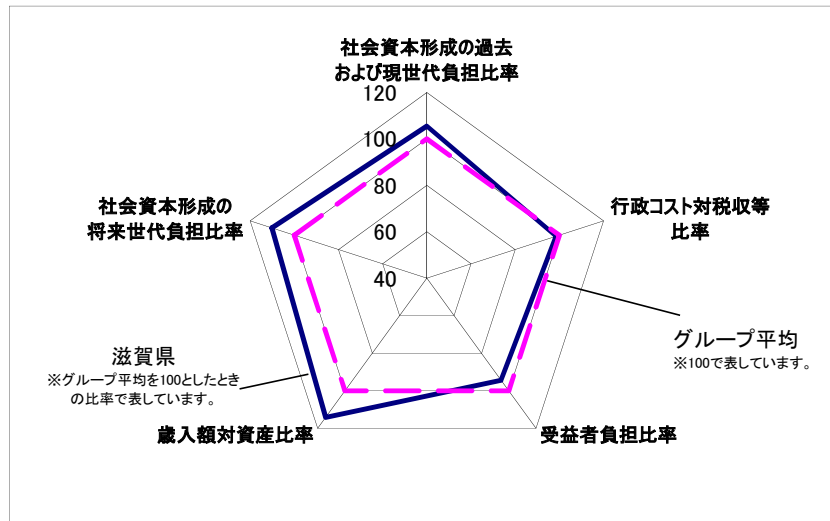 社会資本形成の過去
および現世代負担比率
120
100
80
60
40
社会資本形成の
将来世代負担比率
行政コスト対税収等
比率
グループ平均
※100で表しています。
滋賀県
※グループ平均を100としたとき
の比率で表しています。
歳入額対資産比率
受益者負担比率